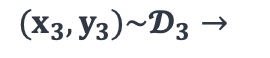 (𝐱₃, 𝐲₃)~𝓓₃ →